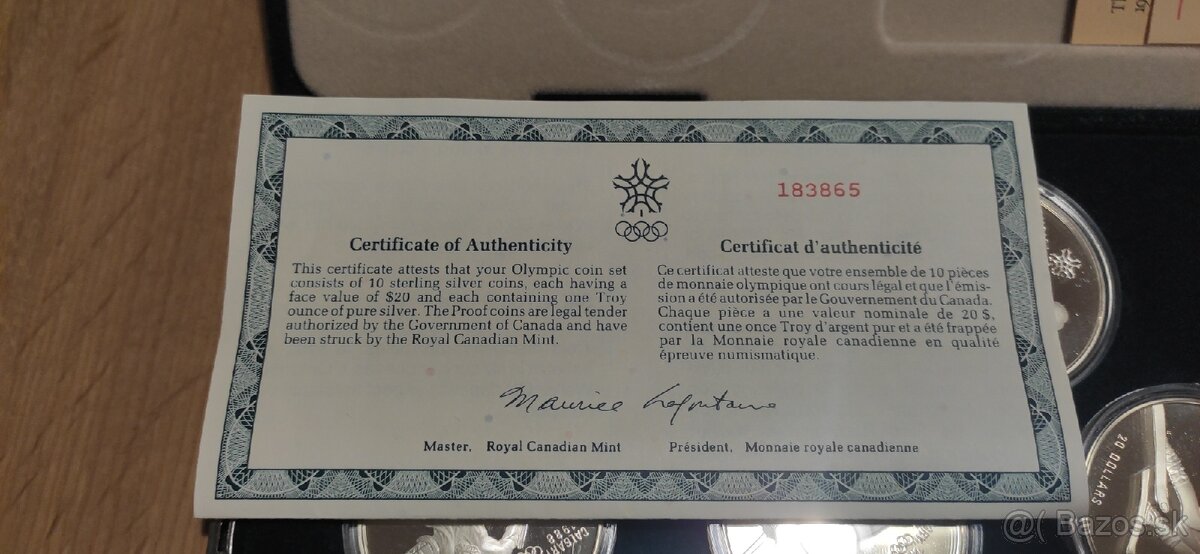 183865
Certificate of Authenticity
This certificate attests that your Olympic coin set
consists of 10 sterling silver coins, each having a
face value of $20 and each containing one Troy
ounce of pure silver. The Proof coins are legal tender
authorized by the Government of Canada and have
been struck by the Royal Canadian Mint.
Certificat d'authenticité
Ce certificat atteste que votre ensemble de 10 pièces
de monnaie olympique ont cours légal et que l'émis-
sion a été autorisée par le Gouvernement du Canada.
Chaque pièce a une valeur nominale de 20 $,
contient une once Troy d'argent pur et a été frappée
par la Monnaie royale canadienne en qualité
épreuve numismatique.
Maurice Lafontaine
Master, Royal Canadian Mint
Président, Monnaie royale canadienne
20 DOLLARS
CALGARY
1988
Bazos.sk